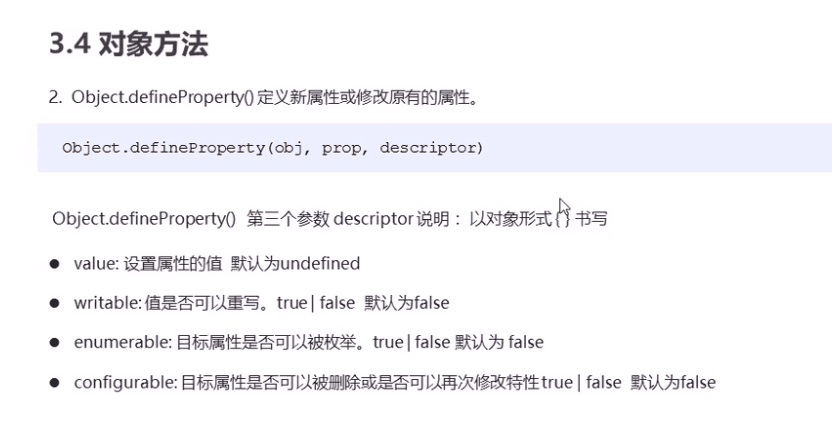 3.4 对象方法
2. Object.defineProperty() 定义新属性或修改原有的属性。
Object.defineProperty(obj, prop, descriptor)
Object.defineProperty() 第三个参数 descriptor 说明： 以对象形式 { } 书写
● value: 设置属性的值 默认为undefined
● writable: 值是否可以重写。true | false 默认为false
● enumerable: 目标属性是否可以被枚举。true | false 默认为 false
● configurable: 目标属性是否可以被删除或是否可以再次修改特性 true | false 默认为false